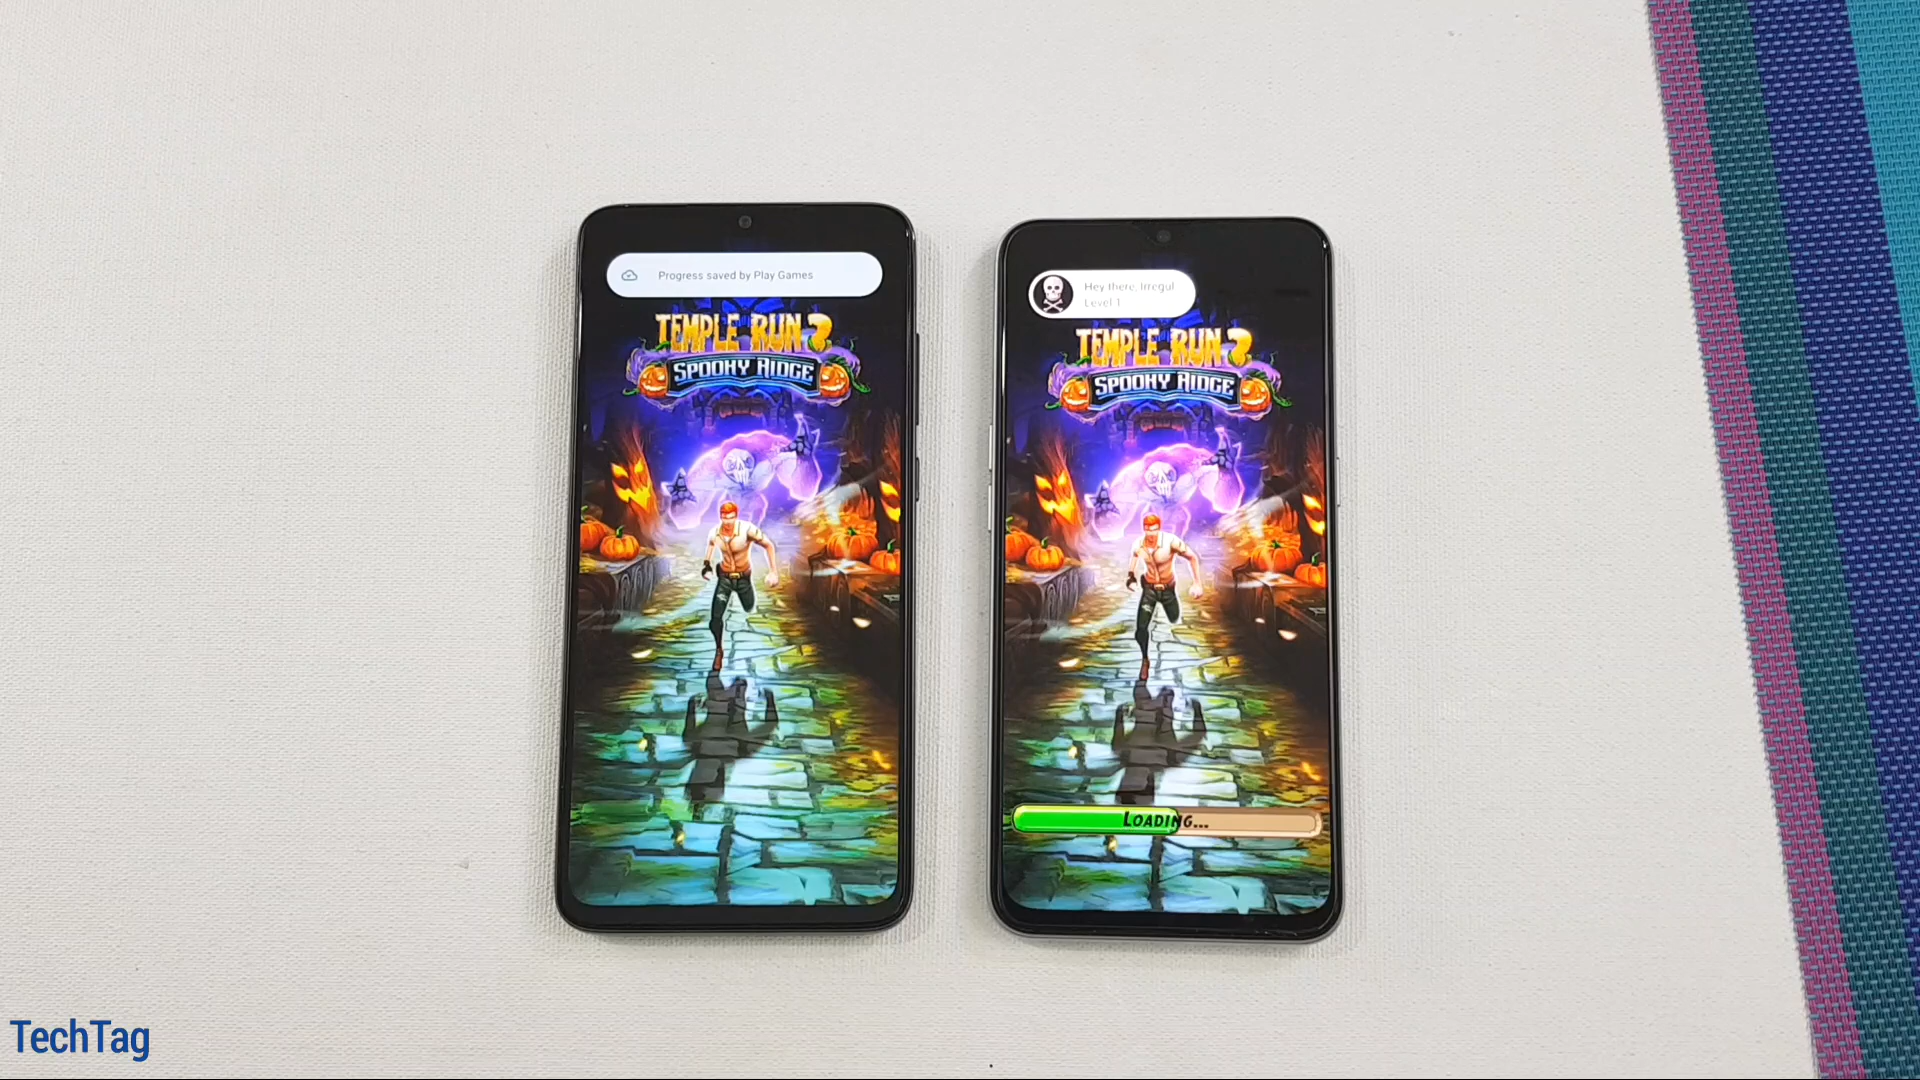 Progress saved by Play Games
TEMPLE RUN 2
SPOOKY RIDGE
Hey there, Irregul
Level 1
TEMPLE RUN 2
SPOOKY RIDGE
LOADING...
TechTag